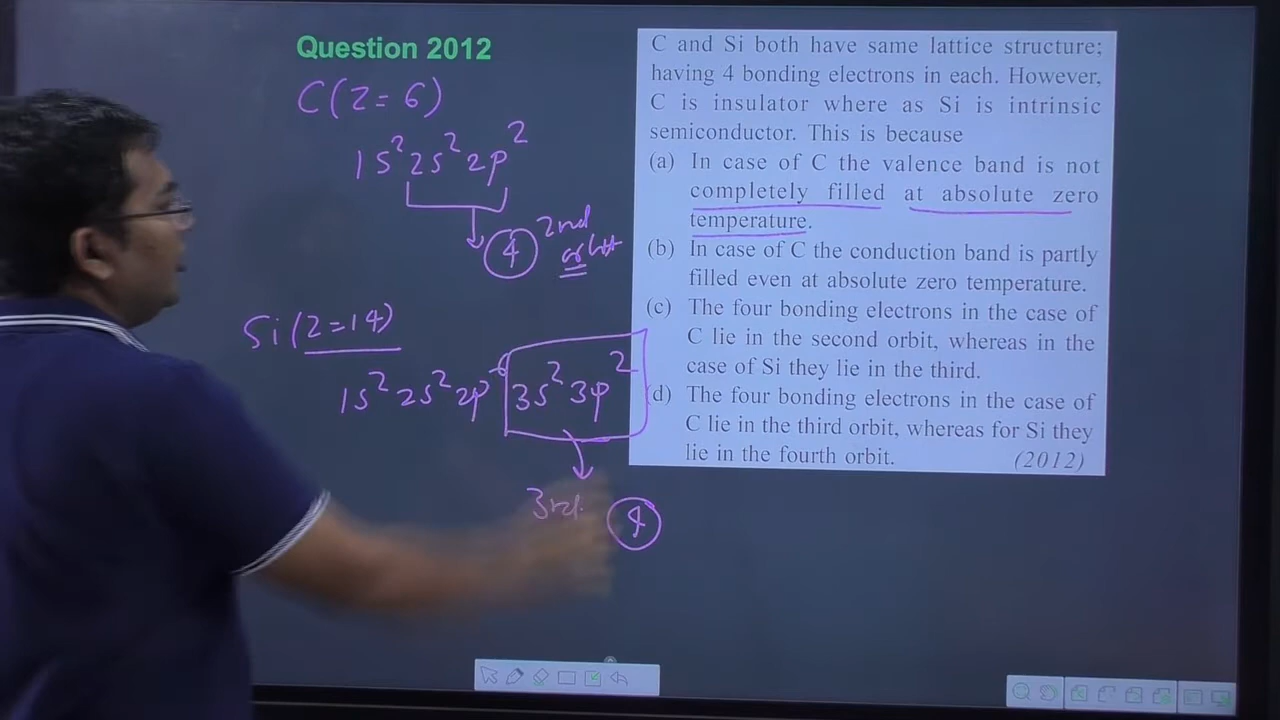 Question 2012
C (Z = 6)
1s² 2s² 2p²
4 2nd
orbit
Si (Z = 14)
1s² 2s² 2p⁶ 3s² 3p²
3rd 4
C and Si both have same lattice structure;
having 4 bonding electrons in each. However,
C is insulator where as Si is intrinsic
semiconductor. This is because
(a) In case of C the valence band is not
completely filled at absolute zero
temperature.
(b) In case of C the conduction band is partly
filled even at absolute zero temperature.
(c) The four bonding electrons in the case of
C lie in the second orbit, whereas in the
case of Si they lie in the third.
(d) The four bonding electrons in the case of
C lie in the third orbit, whereas for Si they
lie in the fourth orbit. (2012)